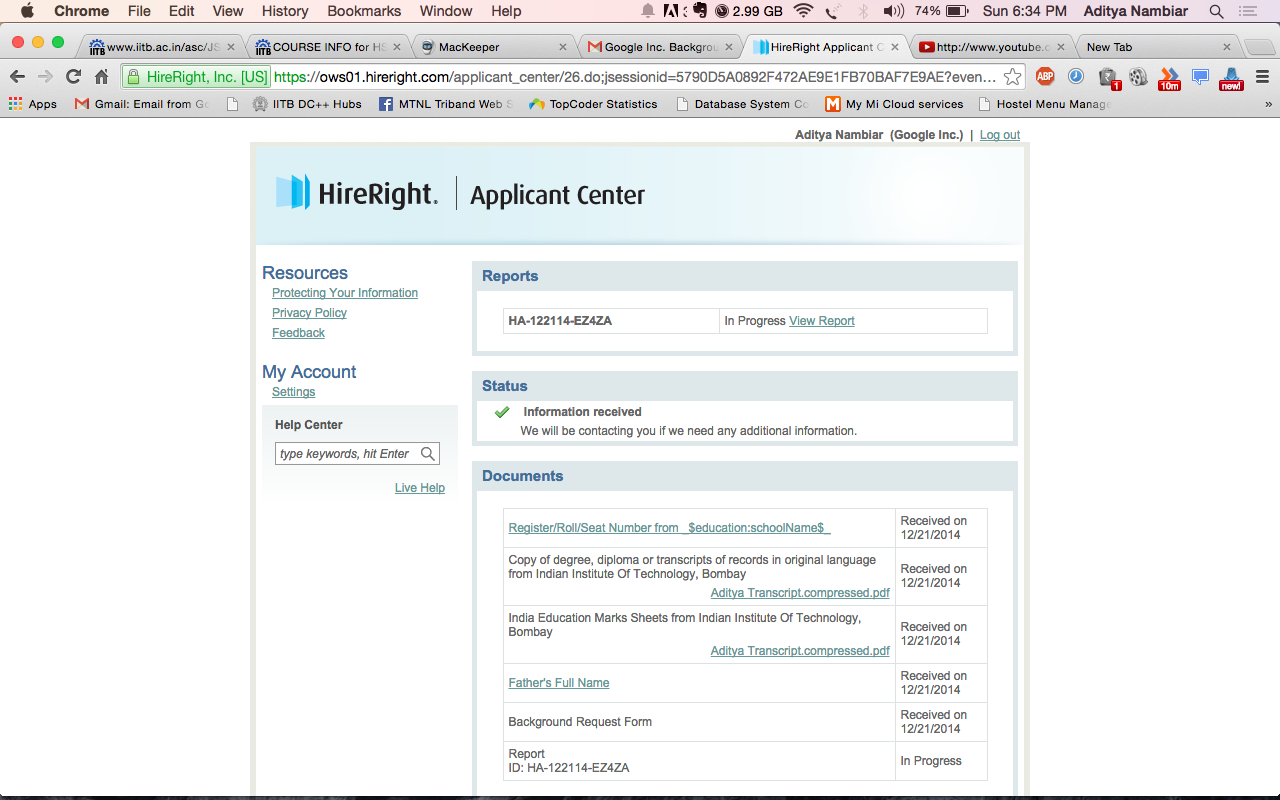 Chrome File Edit View History Bookmarks Window Help 2.99 GB 74% Sun 6:34 PM Aditya Nambiar
www.iitb.ac.in/asc/JS COURSE INFO for HS MacKeeper Google Inc. Backgrou HireRight Applicant C http://www.youtube.c New Tab
HireRight, Inc. [US] https://ows01.hireright.com/applicant_center/26.do;jsessionid=5790D5A0892F472AE9E1FB70BAF7E9AE?even... ABP 1 10m new!
Apps Gmail: Email from Go IITB DC++ Hubs MTNL Triband Web S TopCoder Statistics Database System Co My Mi Cloud services Hostel Menu Manage »
Aditya Nambiar (Google Inc.) | Log out
HireRight. Applicant Center
Resources
Protecting Your Information
Privacy Policy
Feedback
My Account
Settings
Help Center
type keywords, hit Enter
Live Help
Reports
HA-122114-EZ4ZA In Progress View Report
Status
Information received
We will be contacting you if we need any additional information.
Documents
Register/Roll/Seat Number from _$education:schoolName$_
Received on
12/21/2014
Copy of degree, diploma or transcripts of records in original language
from Indian Institute Of Technology, Bombay
Aditya Transcript.compressed.pdf
Received on
12/21/2014
India Education Marks Sheets from Indian Institute Of Technology,
Bombay
Aditya Transcript.compressed.pdf
Received on
12/21/2014
Father's Full Name
Received on
12/21/2014
Background Request Form
Received on
12/21/2014
Report
ID: HA-122114-EZ4ZA
In Progress